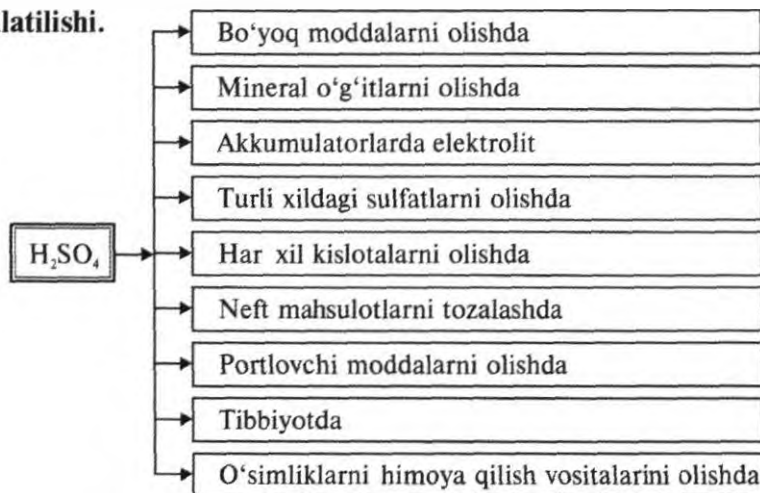 latilishi.
Bo‘yoq moddalarni olishda
Mineral o‘g‘itlarni olishda
Akkumulatorlarda elektrolit
Turli xildagi sulfatlarni olishda
H₂SO₄
Har xil kislotalarni olishda
Neft mahsulotlarni tozalashda
Portlovchi moddalarni olishda
Tibbiyotda
O‘simliklarni himoya qilish vositalarini olishda